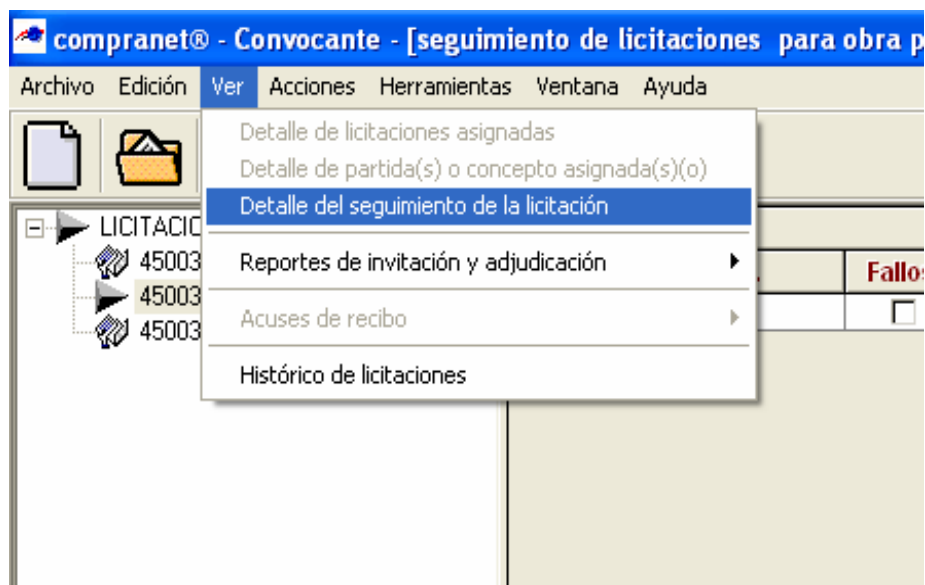 compranet® - Convocante - [seguimiento de licitaciones para obra p
Archivo Edición Ver Acciones Herramientas Ventana Ayuda
Detalle de licitaciones asignadas
Detalle de partida(s) o concepto asignada(s)(o)
Detalle del seguimiento de la licitación
Reportes de invitación y adjudicación
Acuses de recibo
Histórico de licitaciones
LICITACIC
45003
45003
45003
Fallo